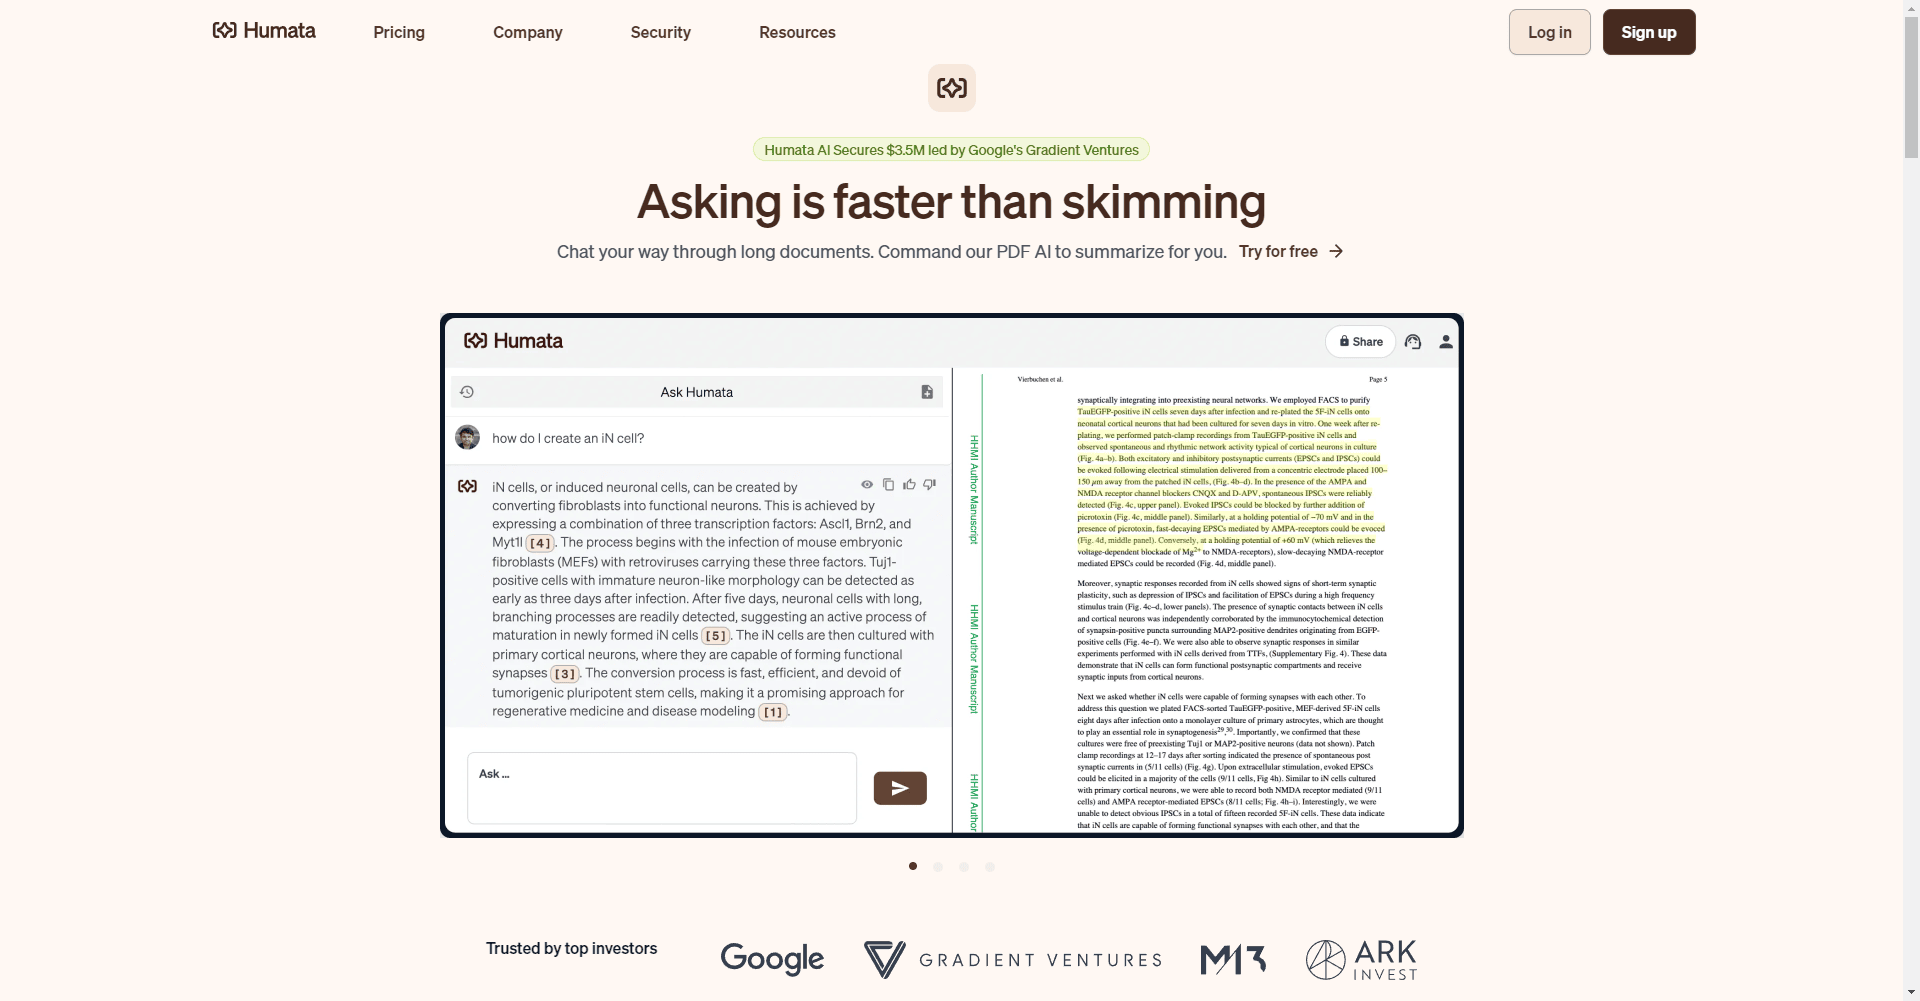 Humata
Pricing
Company
Security
Resources
Log in
Sign up
Humata AI Secures $3.5M led by Google's Gradient Ventures
Asking is faster than skimming
Chat your way through long documents. Command our PDF AI to summarize for you. Try for free →
Humata
Share
Ask Humata
how do I create an iN cell?
iN cells, or induced neuronal cells, can be created by
converting fibroblasts into functional neurons. This is achieved by
expressing a combination of three transcription factors: Ascl1, Brn2, and
Myt1l [4]. The process begins with the infection of mouse embryonic
fibroblasts (MEFs) with retroviruses carrying these three factors. Tuj1-
positive cells with immature neuron-like morphology can be detected as
early as three days after infection. After five days, neuronal cells with long,
branching processes are readily detected, suggesting an active process of
maturation in newly formed iN cells [5]. The iN cells are then cultured with
primary cortical neurons, where they are capable of forming functional
synapses [3]. The conversion process is fast, efficient, and devoid of
tumorigenic pluripotent stem cells, making it a promising approach for
regenerative medicine and disease modeling [1].
Ask ...
Vierbuchen et al.
Page 5
HHMI Author Manuscript
HHMI Author Manuscript
HHMI Author
synaptically integrating into preexisting neural networks. We employed FACS to purify
TauEGFP-positive iN cells seven days after infection and re-plated the 5F-iN cells onto
neonatal cortical neurons that had been cultured for seven days in vitro. One week after re-
plating, we performed patch-clamp recordings from TauEGFP-positive iN cells and
observed spontaneous and rhythmic network activity typical of cortical neurons in culture
(Fig. 4a–b). Both excitatory and inhibitory postsynaptic currents (EPSCs and IPSCs) could
be evoked following electrical stimulation delivered from a concentric electrode placed 100–
150 μm away from the patched iN cells, (Fig. 4b–d). In the presence of the AMPA and
NMDA receptor channel blockers CNQX and D-APV, spontaneous IPSCs were reliably
detected (Fig. 4c, upper panel). Evoked IPSCs could be blocked by further addition of
picrotoxin (Fig. 4c, middle panel). Similarly, at a holding potential of −70 mV and in the
presence of picrotoxin, fast-decaying EPSCs mediated by AMPA-receptors could be evoced
(Fig. 4d, middle panel). Conversely, at a holding potential of +60 mV (which relieves the
voltage-dependent blockade of Mg2+ to NMDA-receptors), slow-decaying NMDA-receptor
mediated EPSCs could be recorded (Fig. 4d, middle panel).
Moreover, synaptic responses recorded from iN cells showed signs of short-term synaptic
plasticity, such as depression of IPSCs and facilitation of EPSCs during a high frequency
stimulus train (Fig. 4c–d, lower panels). The presence of synaptic contacts between iN cells
and cortical neurons was independently corroborated by the immunocytochemical detection
of synapsin-positive puncta surrounding MAP2-positive dendrites originating from EGFP-
positive cells (Fig. 4e–f). We were also able to observe synaptic responses in similar
experiments performed with iN cells derived from TTFs, (Supplementary Fig. 4). These data
demonstrate that iN cells can form functional postsynaptic compartments and receive
synaptic inputs from cortical neurons.
Next we asked whether iN cells were capable of forming synapses with each other. To
address this question we plated FACS-sorted TauEGFP-positive, MEF-derived 5F-iN cells
eight days after infection onto a monolayer culture of primary astrocytes, which are thought
to play an essential role in synaptogenesis29,30. Importantly, we confirmed that these
cultures were free of preexisting Tuj1 or MAP2-positive neurons (data not shown). Patch
clamp recordings at 12–17 days after sorting indicated the presence of spontaneous post
synaptic currents in (5/11 cells) (Fig. 4g). Upon extracellular stimulation, evoked EPSCs
could be elicited in a majority of the cells (9/11 cells, Fig 4h). Similar to iN cells cultured
with primary cortical neurons, we were able to record both NMDA receptor mediated (9/11
cells) and AMPA receptor-mediated EPSCs (8/11 cells; Fig. 4h–i). Interestingly, we were
unable to detect obvious IPSCs in a total of fifteen recorded 5F-iN cells. These data indicate
that iN cells are capable of forming functional synapses with each other, and that the
Trusted by top investors
Google
GRADIENT VENTURES
M13
ARK
INVEST